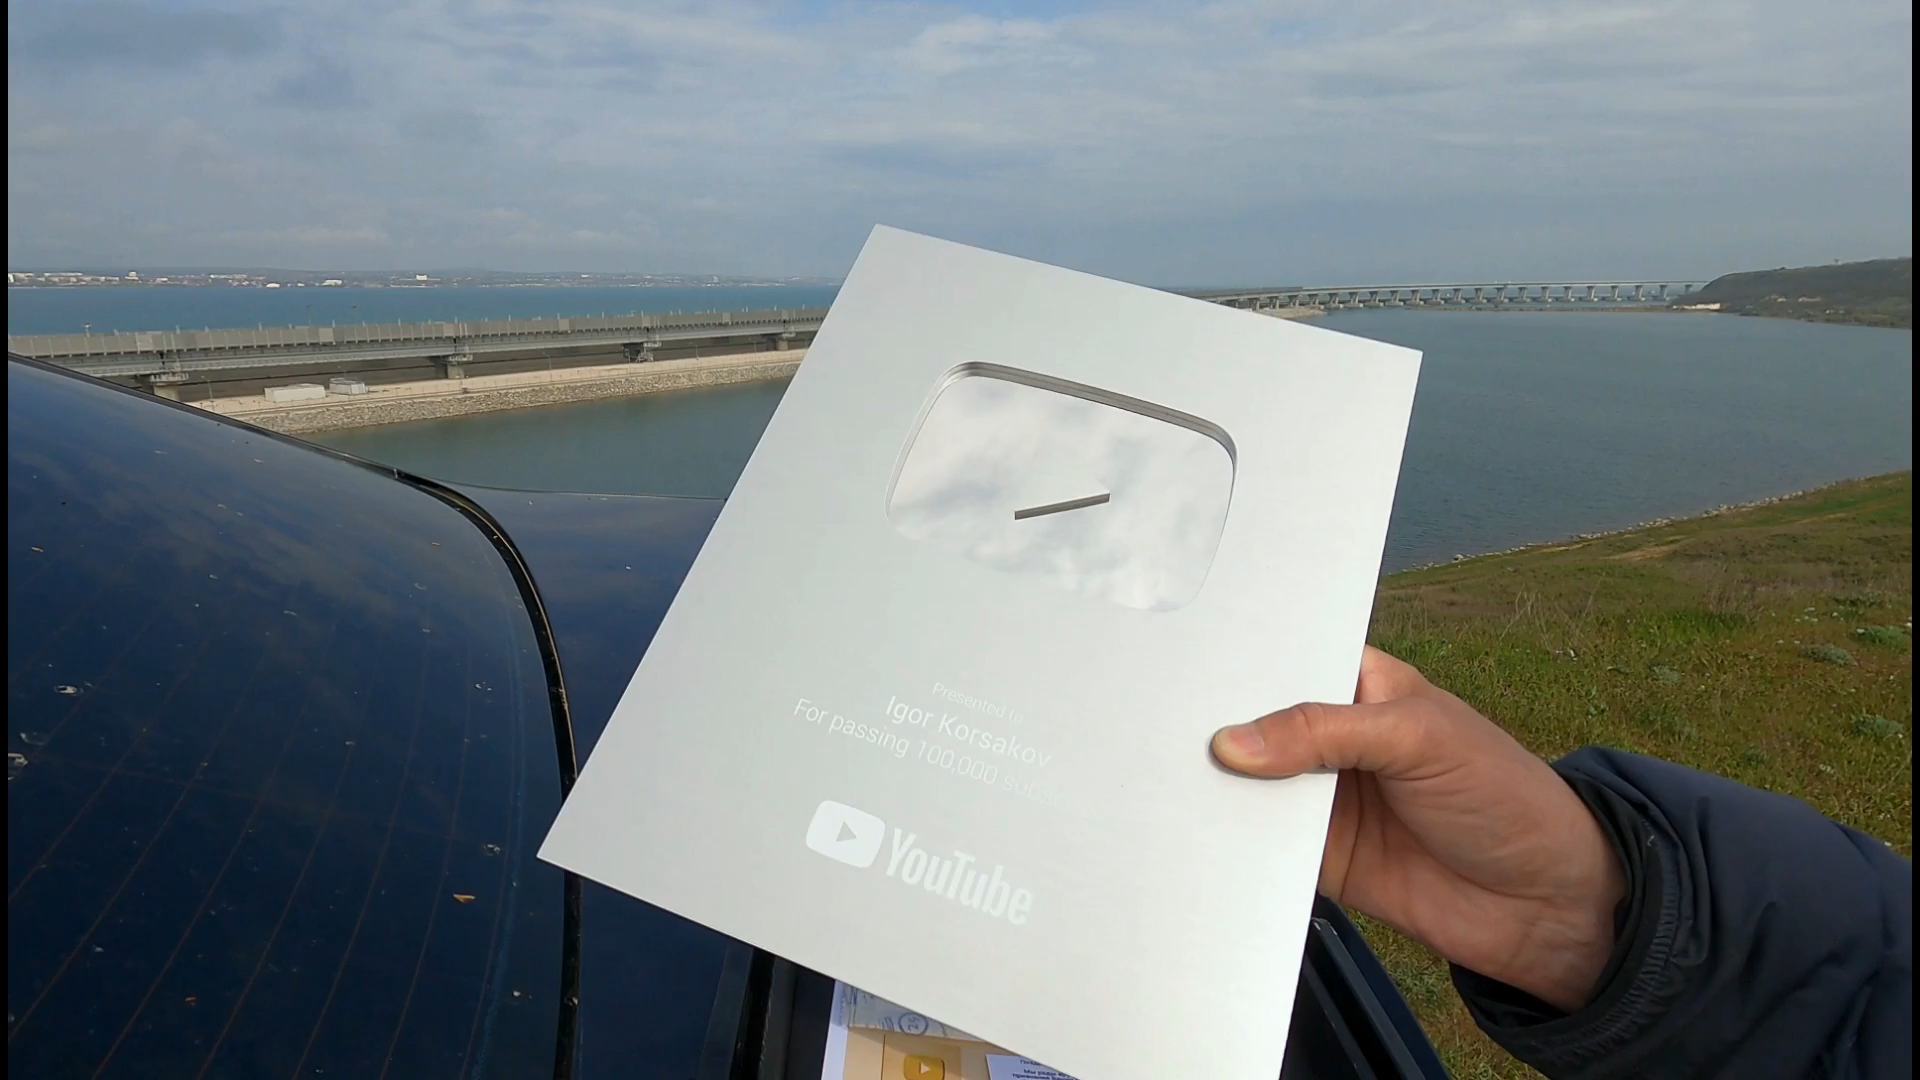 Presented to
Igor Korsakov
For passing 100,000
YouTube